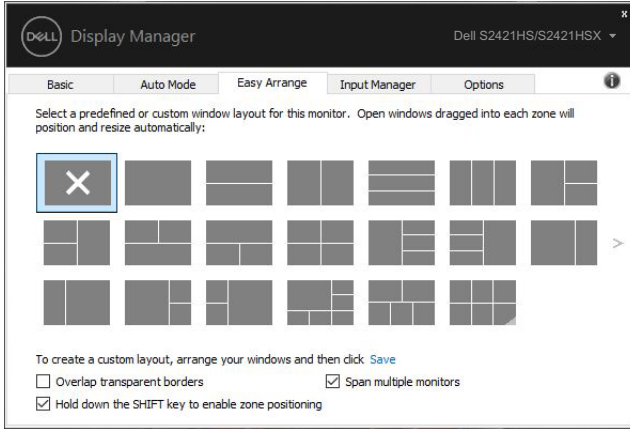 x
DELL Display Manager Dell S2421HS/S2421HSX
Basic Auto Mode Easy Arrange Input Manager Options i
Select a predefined or custom window layout for this monitor. Open windows dragged into each zone will
position and resize automatically:
To create a custom layout, arrange your windows and then click Save
Overlap transparent borders Span multiple monitors
Hold down the SHIFT key to enable zone positioning